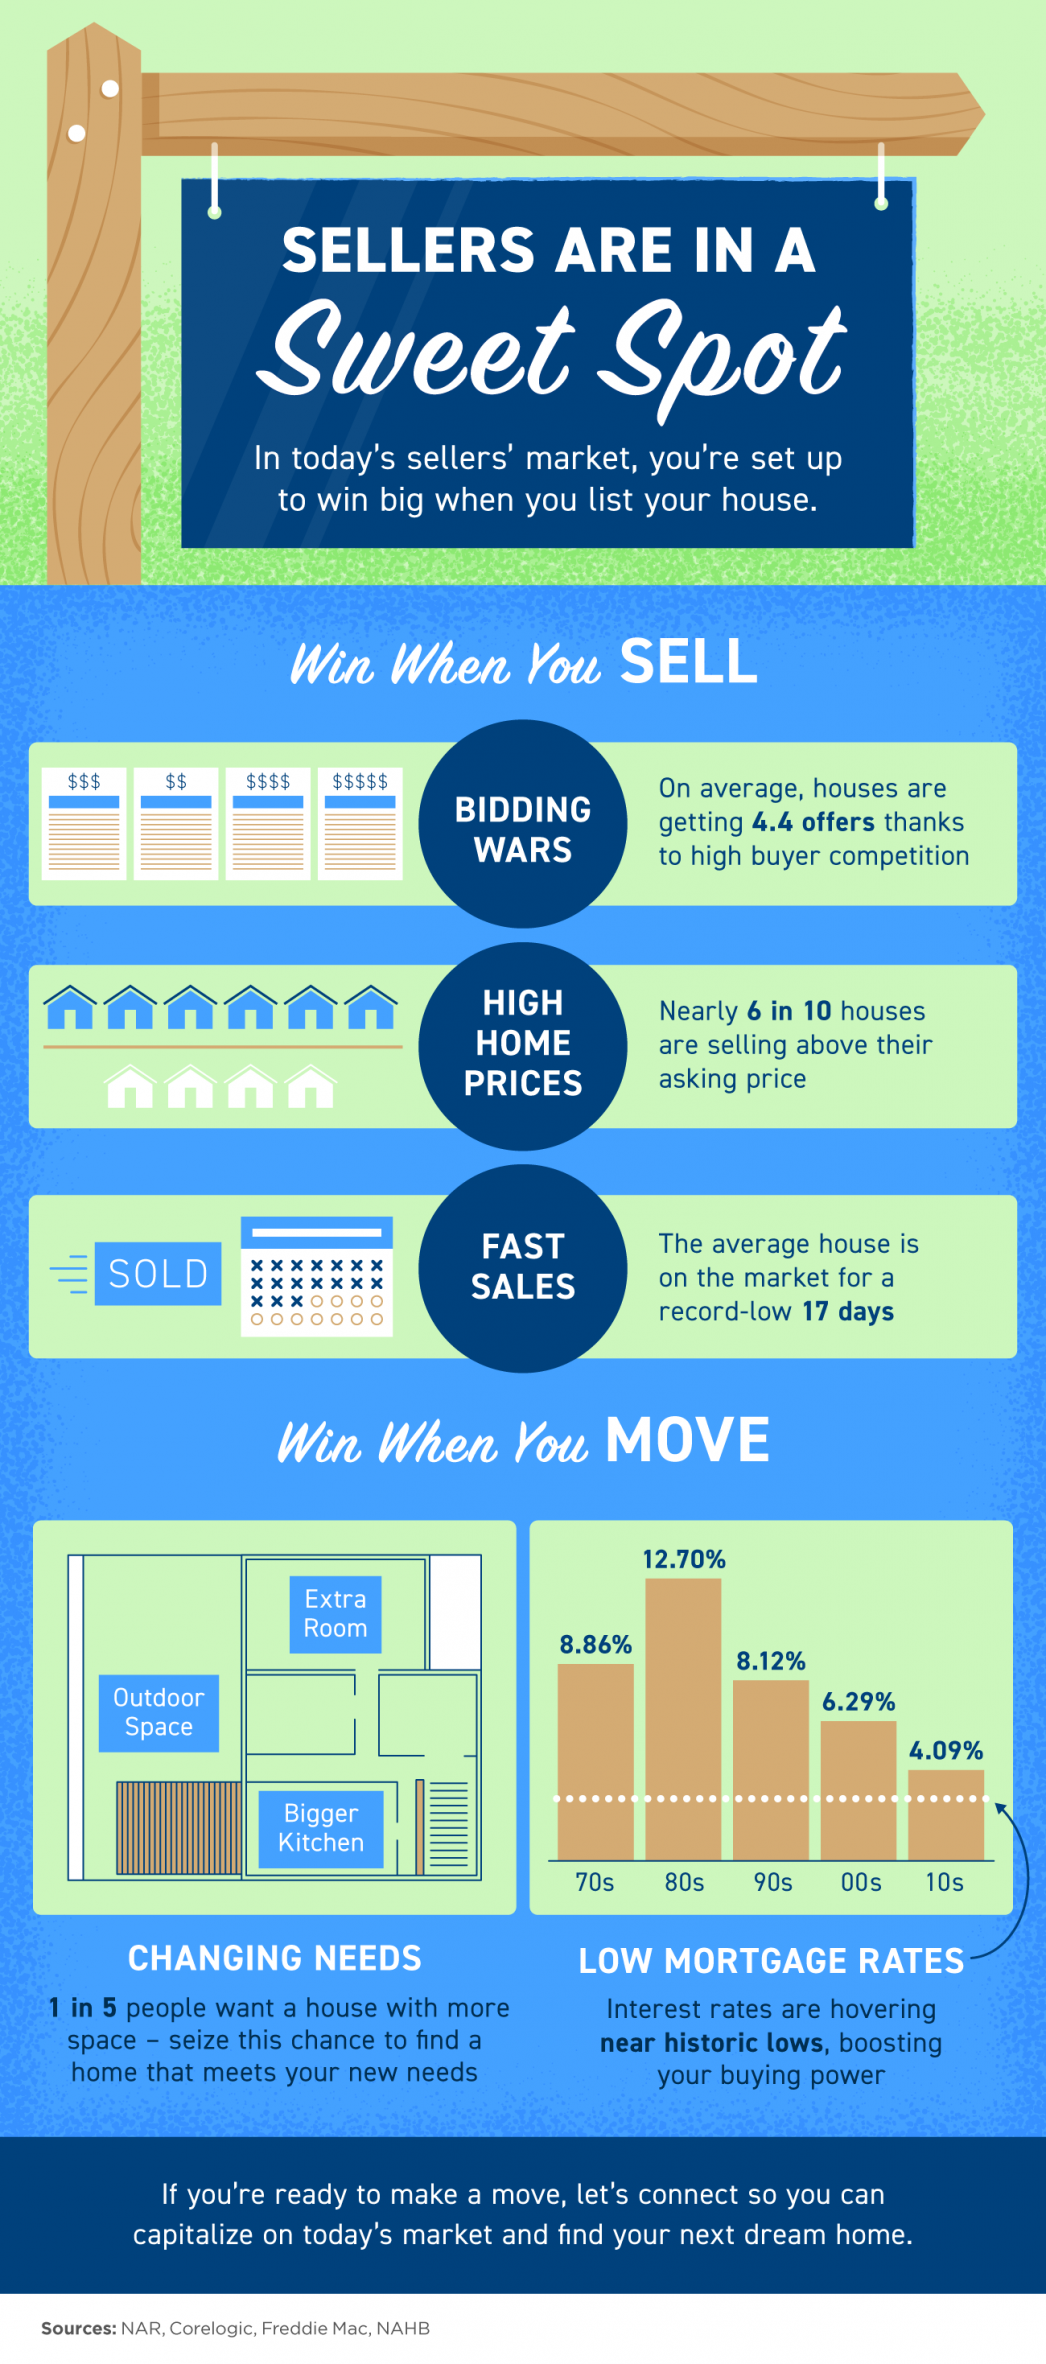 SELLERS ARE IN A
Sweet Spot
In today's sellers' market, you're set up
to win big when you list your house.
Win When You SELL
$$$
$$
$$$$
$$$$$
BIDDING
WARS
On average, houses are
getting 4.4 offers thanks
to high buyer competition
HIGH
HOME
PRICES
Nearly 6 in 10 houses
are selling above their
asking price
SOLD
FAST
SALES
The average house is
on the market for a
record-low 17 days
Win When You MOVE
Extra
Room
Outdoor
Space
Bigger
Kitchen
CHANGING NEEDS
1 in 5 people want a house with more
space – seize this chance to find a
home that meets your new needs
8.86%
12.70%
8.12%
6.29%
4.09%
70s
80s
90s
00s
10s
LOW MORTGAGE RATES
Interest rates are hovering
near historic lows, boosting
your buying power
If you're ready to make a move, let's connect so you can
capitalize on today's market and find your next dream home.
Sources: NAR, Corelogic, Freddie Mac, NAHB